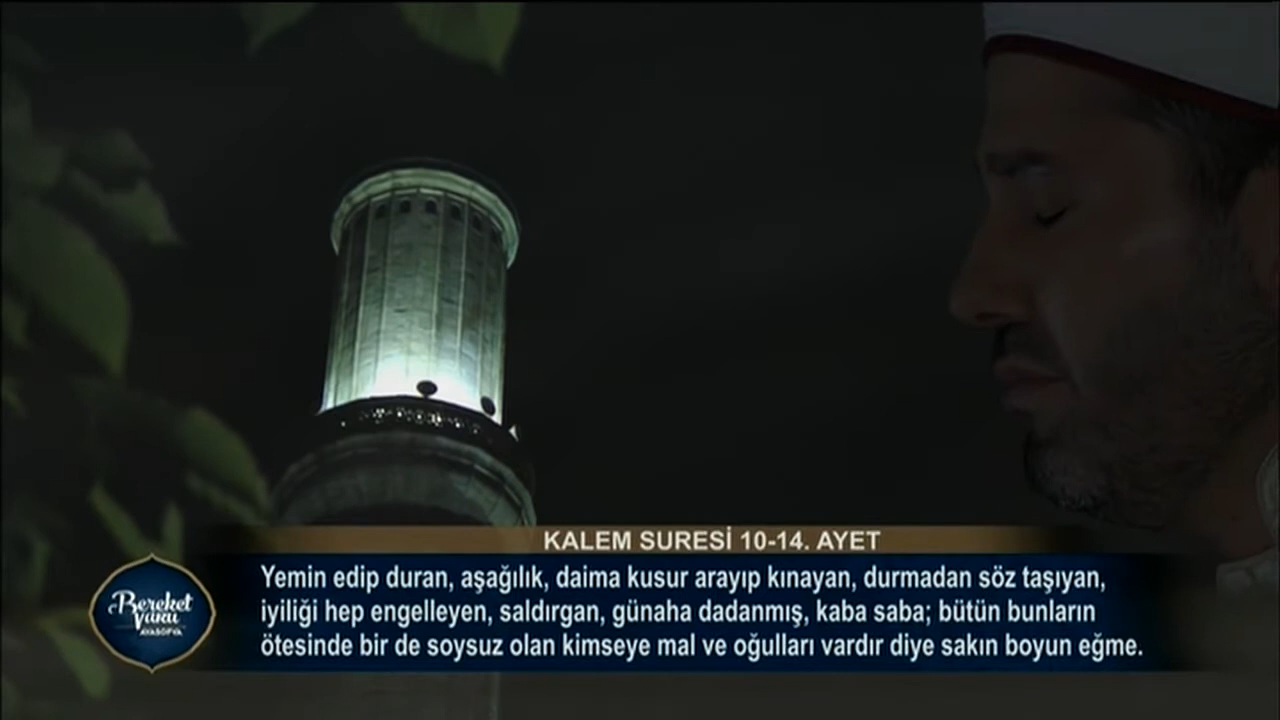 KALEM SURESİ 10-14. AYET
Yemin edip duran, aşağılık, daima kusur arayıp kınayan, durmadan söz taşıyan,
iyiliği hep engelleyen, saldırgan, günaha dadanmış, kaba saba; bütün bunların
ötesinde bir de soysuz olan kimseye mal ve oğulları vardır diye sakın boyun eğme.
Bereket
Vakti
AYASOFYA